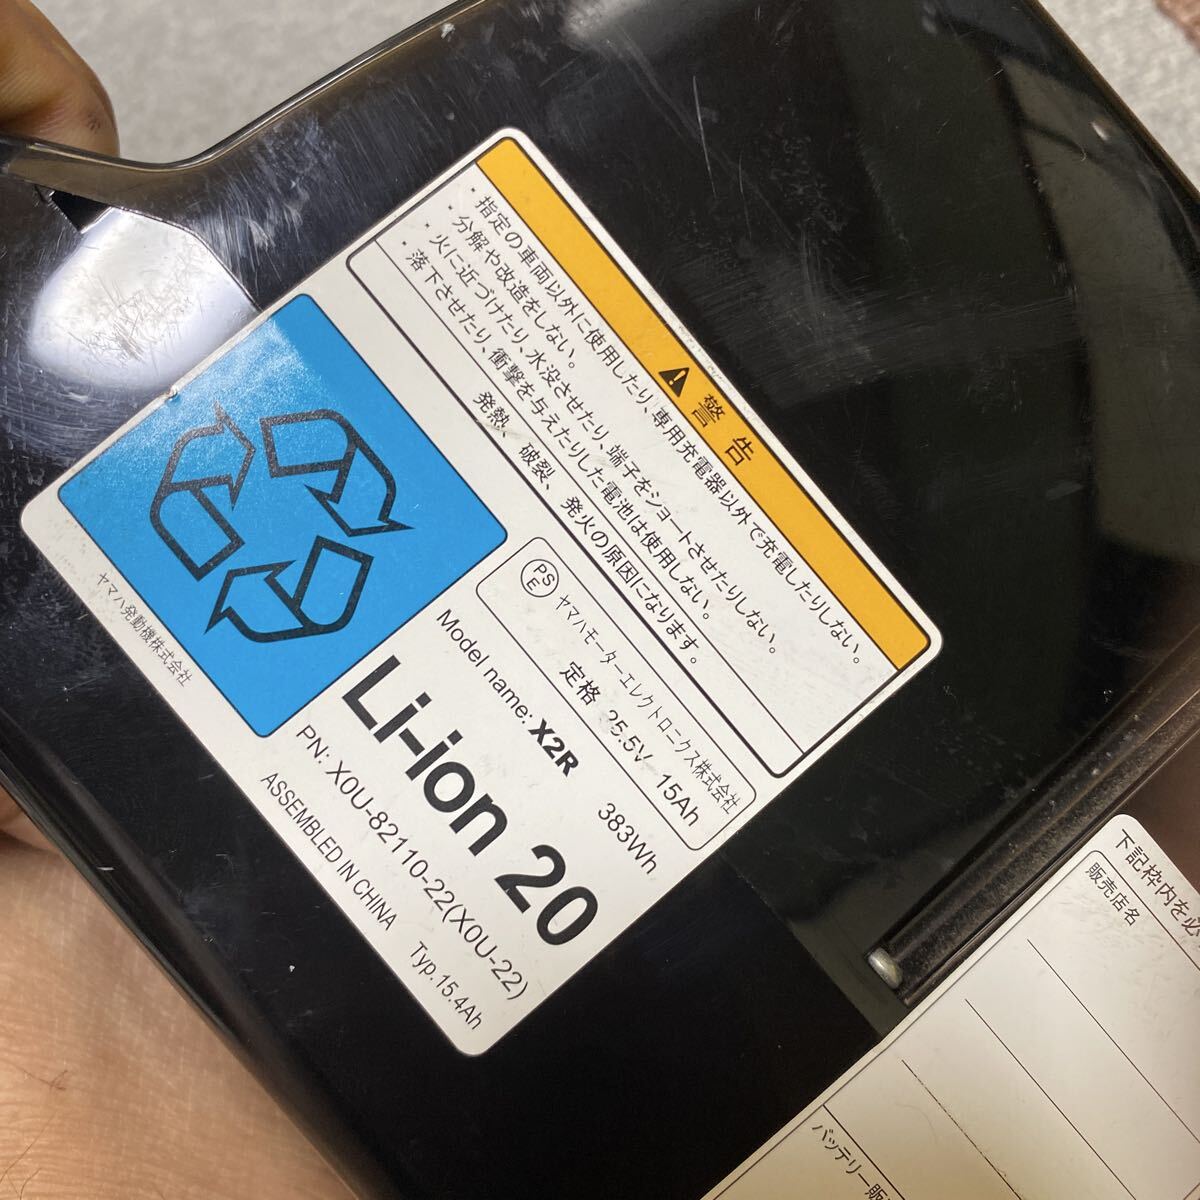 警告
・指定の車両以外に使用したり、専用充電器以外で充電したりしない。
・分解や改造をしない。
・火に近づけたり、水没させたり、端子をショートさせたりしない。
・落下させたり、衝撃を与えたりした電池は使用しない。
発熱、破裂、発火の原因になります。
PSE
ヤマハモーターエレクトロニクス株式会社
定格 25.5V 15Ah
Model name: X2R 383Wh
Li-ion 20
PN: X0U-82110-22(X0U-22)
ASSEMBLED IN CHINA Typ.15.4Ah
ヤマハ発動機株式会社
下記枠内を必
販売店名
バッテリー販